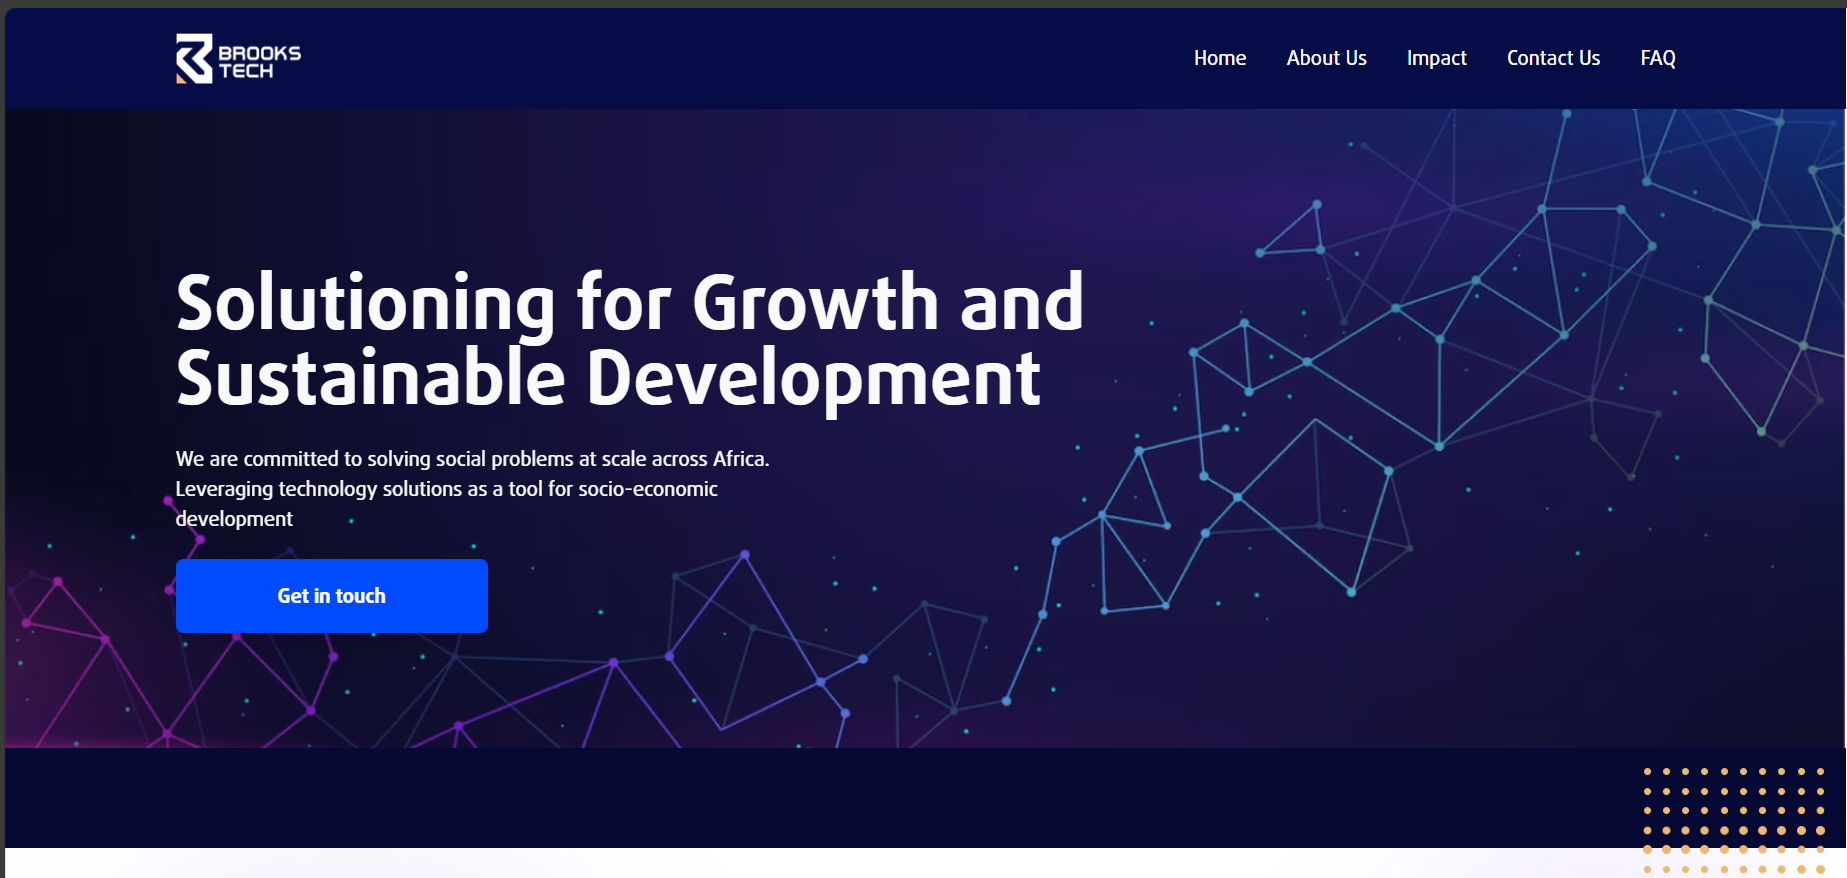 BROOKS
TECH
Home
About Us
Impact
Contact Us
FAQ
Solutioning for Growth and
Sustainable Development
We are committed to solving social problems at scale across Africa.
Leveraging technology solutions as a tool for socio-economic
development
Get in touch